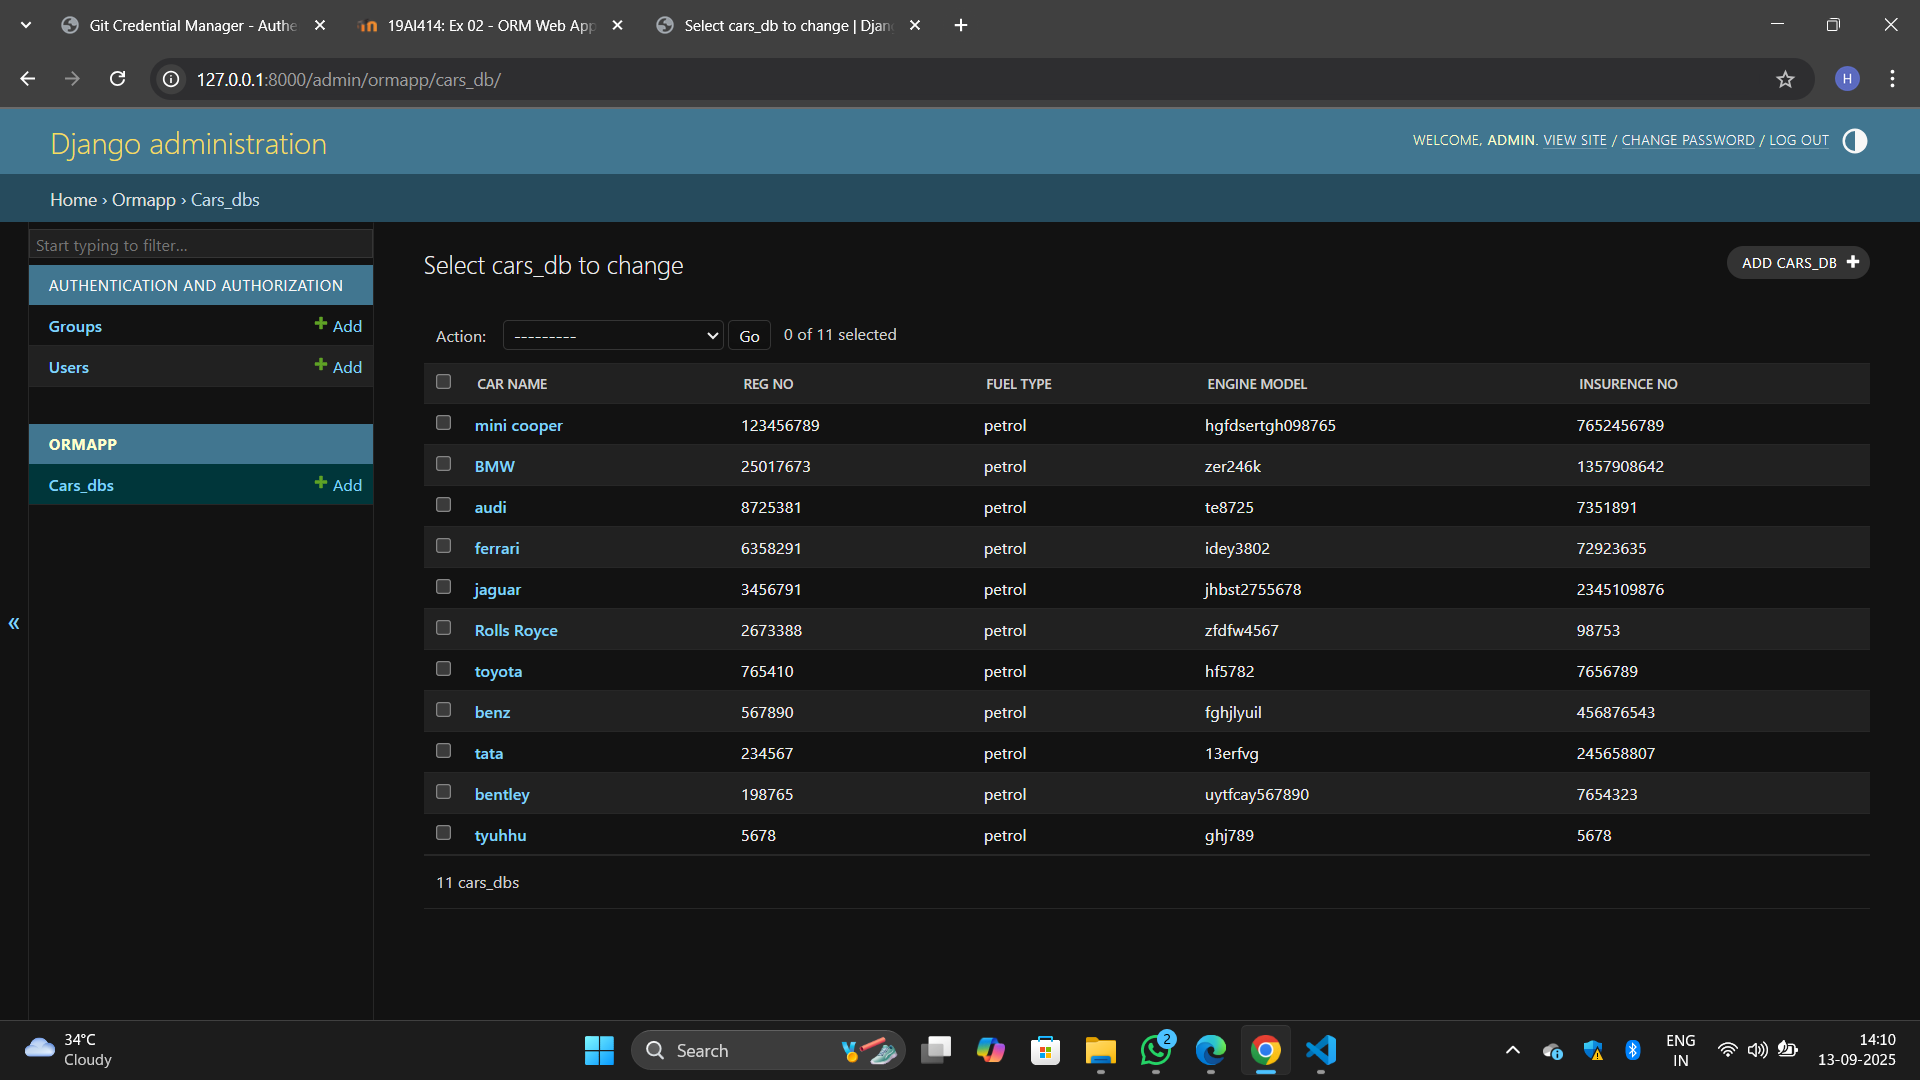 Git Credential Manager - Authe
19AI414: Ex 02 - ORM Web App
Select cars_db to change | Djan
127.0.0.1:8000/admin/ormapp/cars_db/
H
Django administration
WELCOME, ADMIN. VIEW SITE / CHANGE PASSWORD / LOG OUT
Home › Ormapp › Cars_dbs
Start typing to filter...
AUTHENTICATION AND AUTHORIZATION
Groups Add
Users Add
ORMAPP
Cars_dbs Add
«
Select cars_db to change
ADD CARS_DB
Action: --------- Go 0 of 11 selected
CAR NAME REG NO FUEL TYPE ENGINE MODEL INSURENCE NO
mini cooper 123456789 petrol hgfdsertgh098765 7652456789
BMW 25017673 petrol zer246k 1357908642
audi 8725381 petrol te8725 7351891
ferrari 6358291 petrol idey3802 72923635
jaguar 3456791 petrol jhbst2755678 2345109876
Rolls Royce 2673388 petrol zfdfw4567 98753
toyota 765410 petrol hf5782 7656789
benz 567890 petrol fghjlyuil 456876543
tata 234567 petrol 13erfvg 245658807
bentley 198765 petrol uytfcay567890 7654323
tyuhhu 5678 petrol ghj789 5678
11 cars_dbs
34°C
Cloudy
Search
2
ENG
IN
14:10
13-09-2025